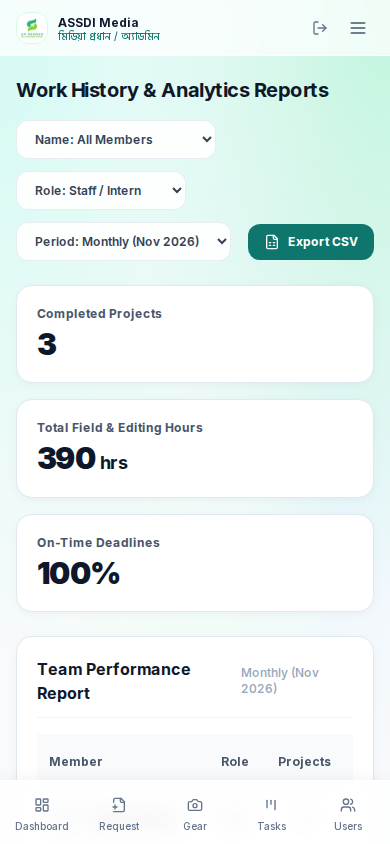 ASSDI Media
মিডিয়া প্রধান / অ্যাডমিন
Work History & Analytics Reports
Name: All Members
Role: Staff / Intern
Period: Monthly (Nov 2026)
Export CSV
Completed Projects
3
Total Field & Editing Hours
390 hrs
On-Time Deadlines
100%
Team Performance
Report
Monthly (Nov
2026)
Member Role Projects
Dashboard Request Gear Tasks Users